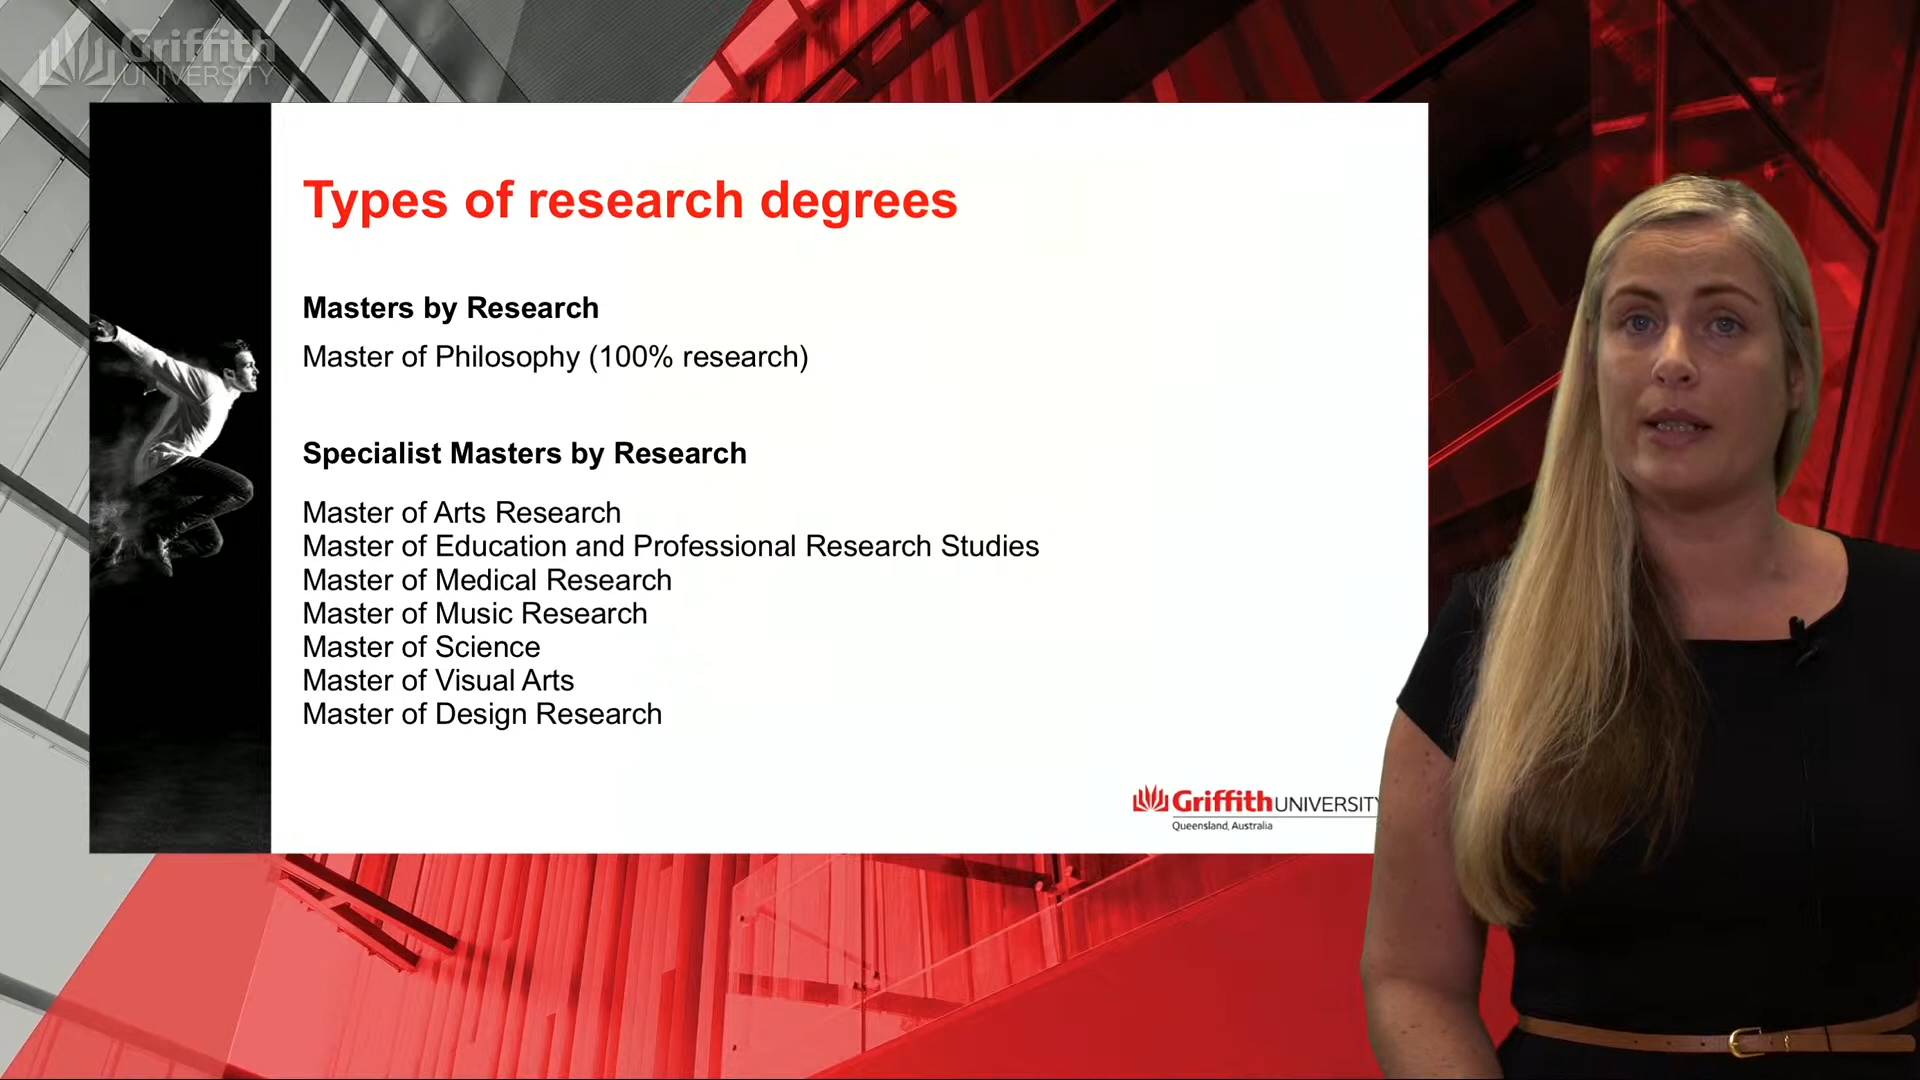 Griffith
UNIVERSITY
Types of research degrees
Masters by Research
Master of Philosophy (100% research)
Specialist Masters by Research
Master of Arts Research
Master of Education and Professional Research Studies
Master of Medical Research
Master of Music Research
Master of Science
Master of Visual Arts
Master of Design Research
Griffith UNIVERSITY
Queensland, Australia